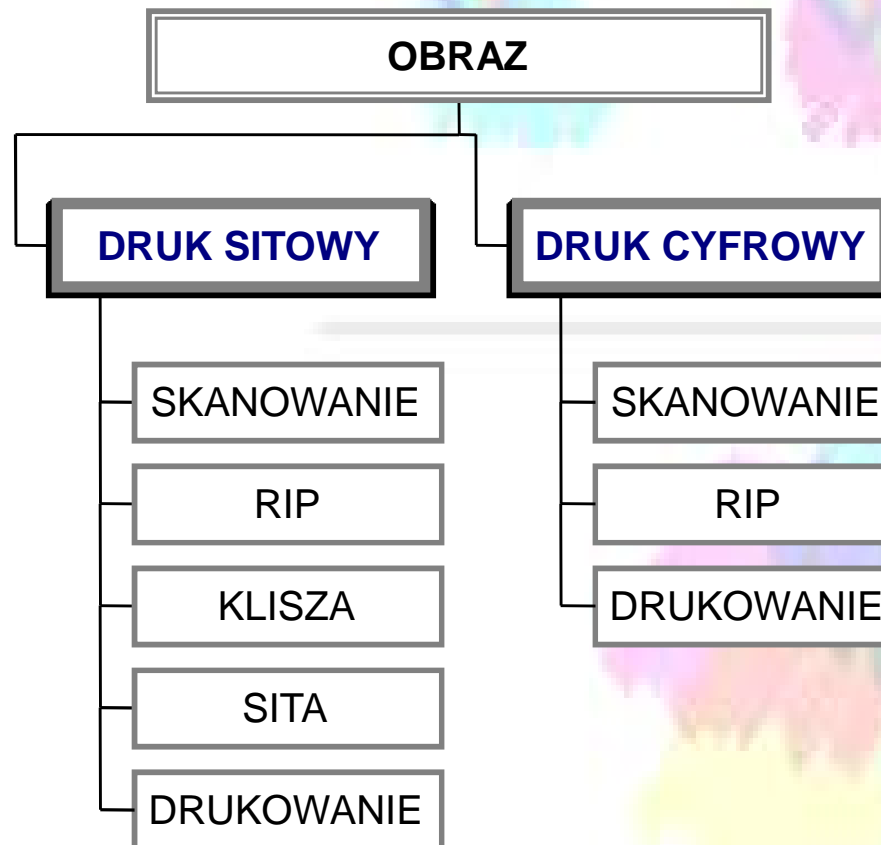 OBRAZ
DRUK SITOWY
SKANOWANIE
RIP
KLISZA
SITA
DRUKOWANIE
DRUK CYFROWY
SKANOWANIE
RIP
DRUKOWANIE